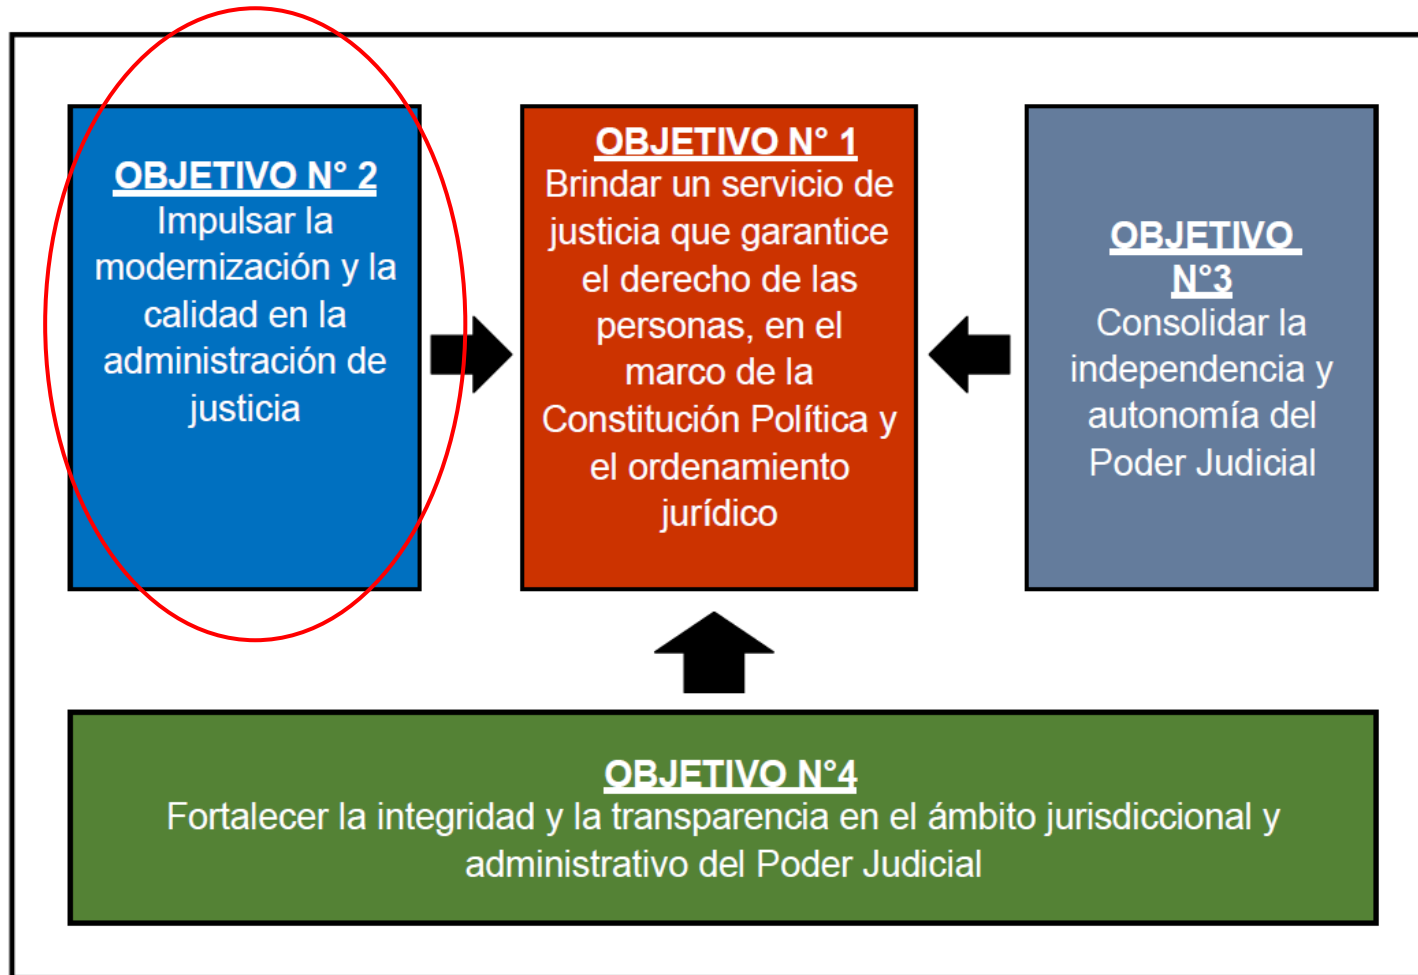 OBJETIVO N° 2
Impulsar la
modernización y la
calidad en la
administración de
justicia
OBJETIVO N° 1
Brindar un servicio de
justicia que garantice
el derecho de las
personas, en el
marco de la
Constitución Política y
el ordenamiento
jurídico
OBJETIVO
N°3
Consolidar la
independencia y
autonomía del
Poder Judicial
OBJETIVO N°4
Fortalecer la integridad y la transparencia en el ámbito jurisdiccional y
administrativo del Poder Judicial